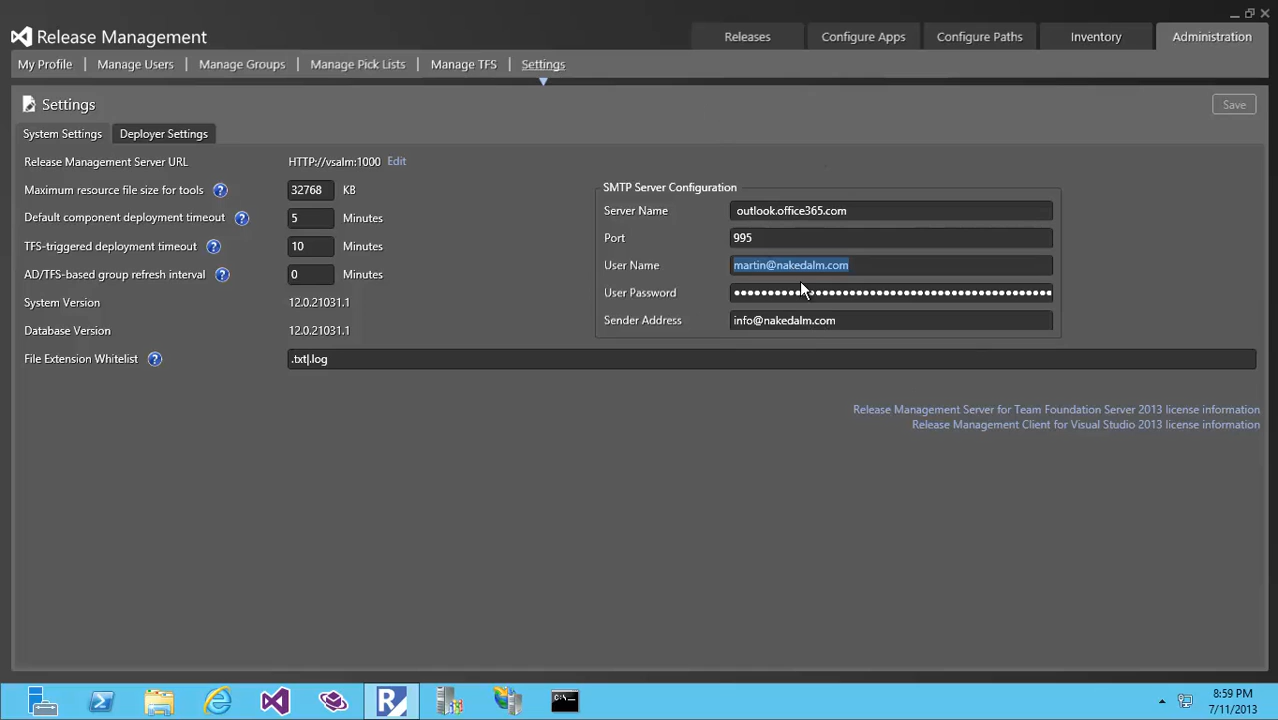 Release Management
Releases
Configure Apps
Configure Paths
Inventory
Administration
My Profile
Manage Users
Manage Groups
Manage Pick Lists
Manage TFS
Settings
Settings
Save
System Settings
Deployer Settings
Release Management Server URL
HTTP://vsalm:1000 Edit
Maximum resource file size for tools ?
32768 KB
Default component deployment timeout ?
5 Minutes
TFS-triggered deployment timeout ?
10 Minutes
AD/TFS-based group refresh interval ?
0 Minutes
System Version
12.0.21031.1
Database Version
12.0.21031.1
File Extension Whitelist ?
.txt|.log
SMTP Server Configuration
Server Name
outlook.office365.com
Port
995
User Name
martin@nakedalm.com
User Password
Sender Address
info@nakedalm.com
Release Management Server for Team Foundation Server 2013 license information
Release Management Client for Visual Studio 2013 license information
8:59 PM
7/11/2013